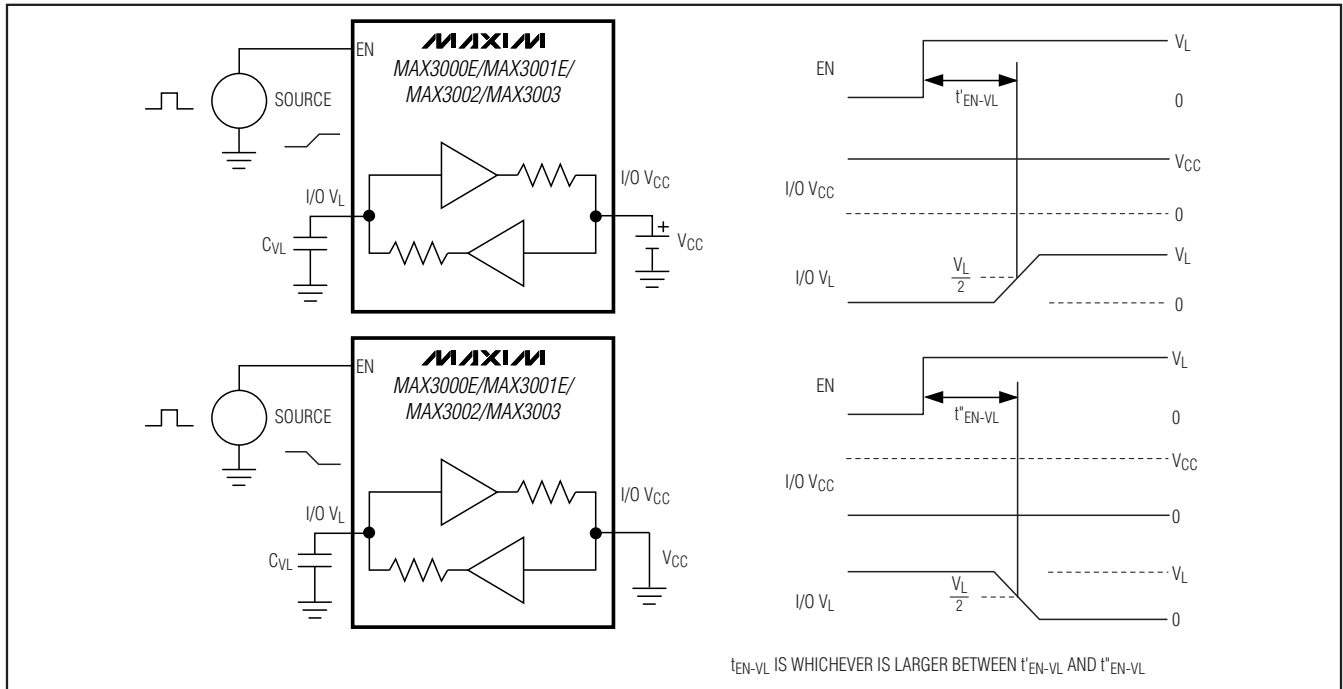 EN
MAXIM
MAX3000E/MAX3001E/
MAX3002/MAX3003
SOURCE
I/O VL
I/O VCC
CVL
+
VCC
EN
VL
t'EN-VL
0
I/O VCC
VCC
0
I/O VL
VL
VL
2
0
EN
MAXIM
MAX3000E/MAX3001E/
MAX3002/MAX3003
SOURCE
I/O VL
I/O VCC
CVL
VCC
EN
VL
t"EN-VL
0
I/O VCC
VCC
0
I/O VL
VL
VL
2
0
tEN-VL IS WHICHEVER IS LARGER BETWEEN t'EN-VL AND t"EN-VL